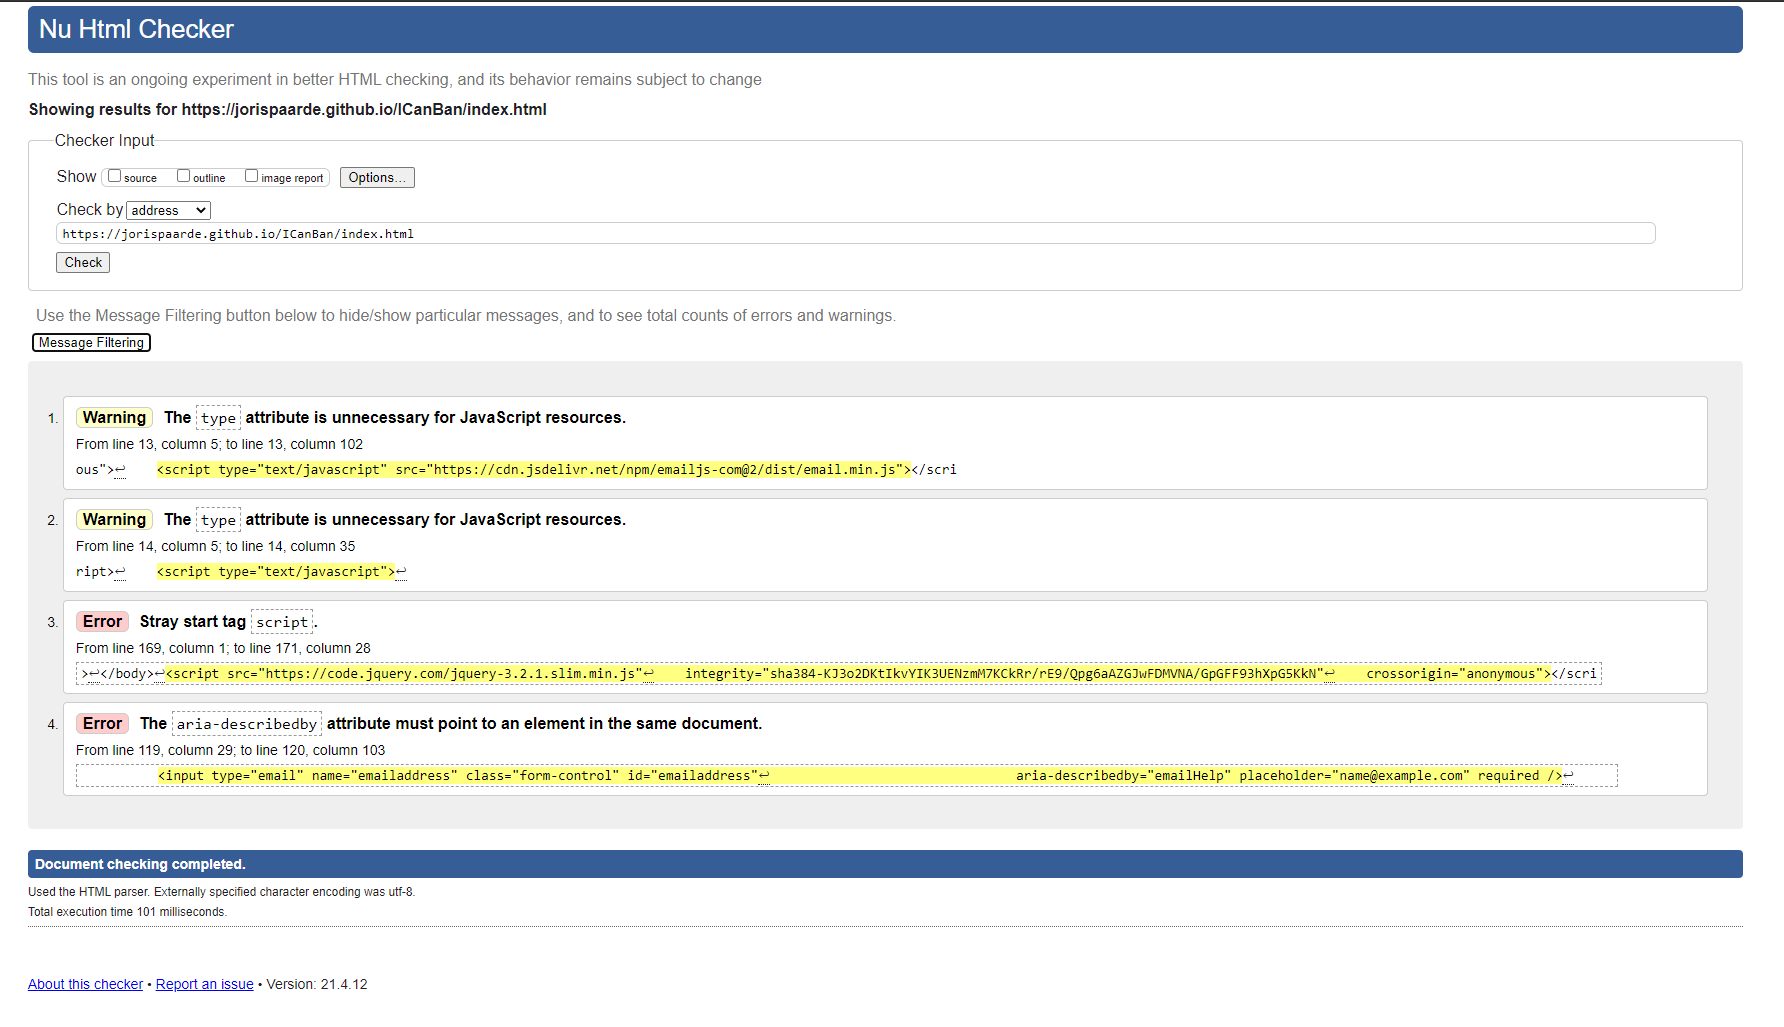 Nu Html Checker
This tool is an ongoing experiment in better HTML checking, and its behavior remains subject to change
Showing results for https://jorispaarde.github.io/ICanBan/index.html
Checker Input
Show source outline image report Options...
Check by address
https://jorispaarde.github.io/ICanBan/index.html
Check
Use the Message Filtering button below to hide/show particular messages, and to see total counts of errors and warnings.
Message Filtering
1. Warning The type attribute is unnecessary for JavaScript resources.
From line 13, column 5; to line 13, column 102
ous">↩ <script type="text/javascript" src="https://cdn.jsdelivr.net/npm/emailjs-com@2/dist/email.min.js"></scri
2. Warning The type attribute is unnecessary for JavaScript resources.
From line 14, column 5; to line 14, column 35
ript>↩ <script type="text/javascript">↩
3. Error Stray start tag script.
From line 169, column 1; to line 171, column 28
>↩</body>↩<script src="https://code.jquery.com/jquery-3.2.1.slim.min.js"↩ integrity="sha384-KJ3o2DKtIkvYIK3UENzmM7KCkRr/rE9/Qpg6aAZGJwFDMVNA/GpGFF93hXpG5KkN"↩ crossorigin="anonymous"></scri
4. Error The aria-describedby attribute must point to an element in the same document.
From line 119, column 29; to line 120, column 103
<input type="email" name="emailaddress" class="form-control" id="emailaddress"↩ aria-describedby="emailHelp" placeholder="name@example.com" required />↩
Document checking completed.
Used the HTML parser. Externally specified character encoding was utf-8.
Total execution time 101 milliseconds.
About this checker • Report an issue • Version: 21.4.12